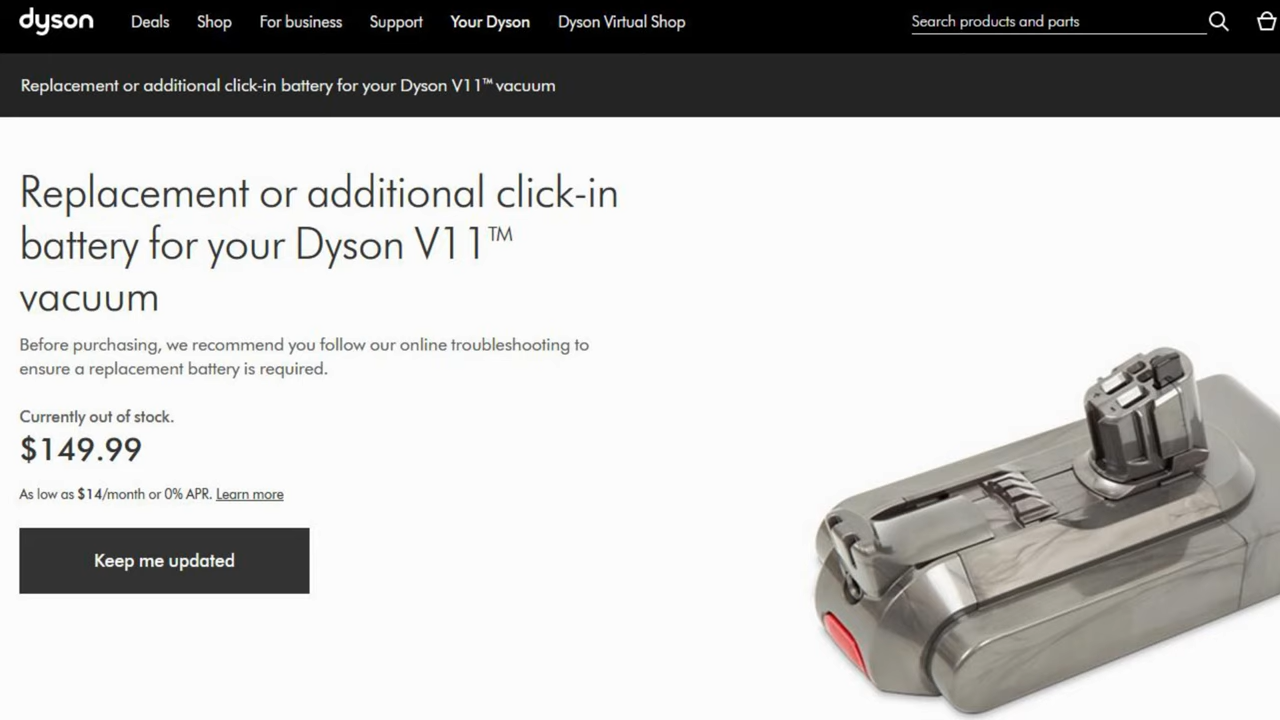 dyson Deals Shop For business Support Your Dyson Dyson Virtual Shop Search products and parts
Replacement or additional click-in battery for your Dyson V11™ vacuum
Replacement or additional click-in
battery for your Dyson V11™
vacuum
Before purchasing, we recommend you follow our online troubleshooting to
ensure a replacement battery is required.
Currently out of stock.
$149.99
As low as $14/month or 0% APR. Learn more
Keep me updated